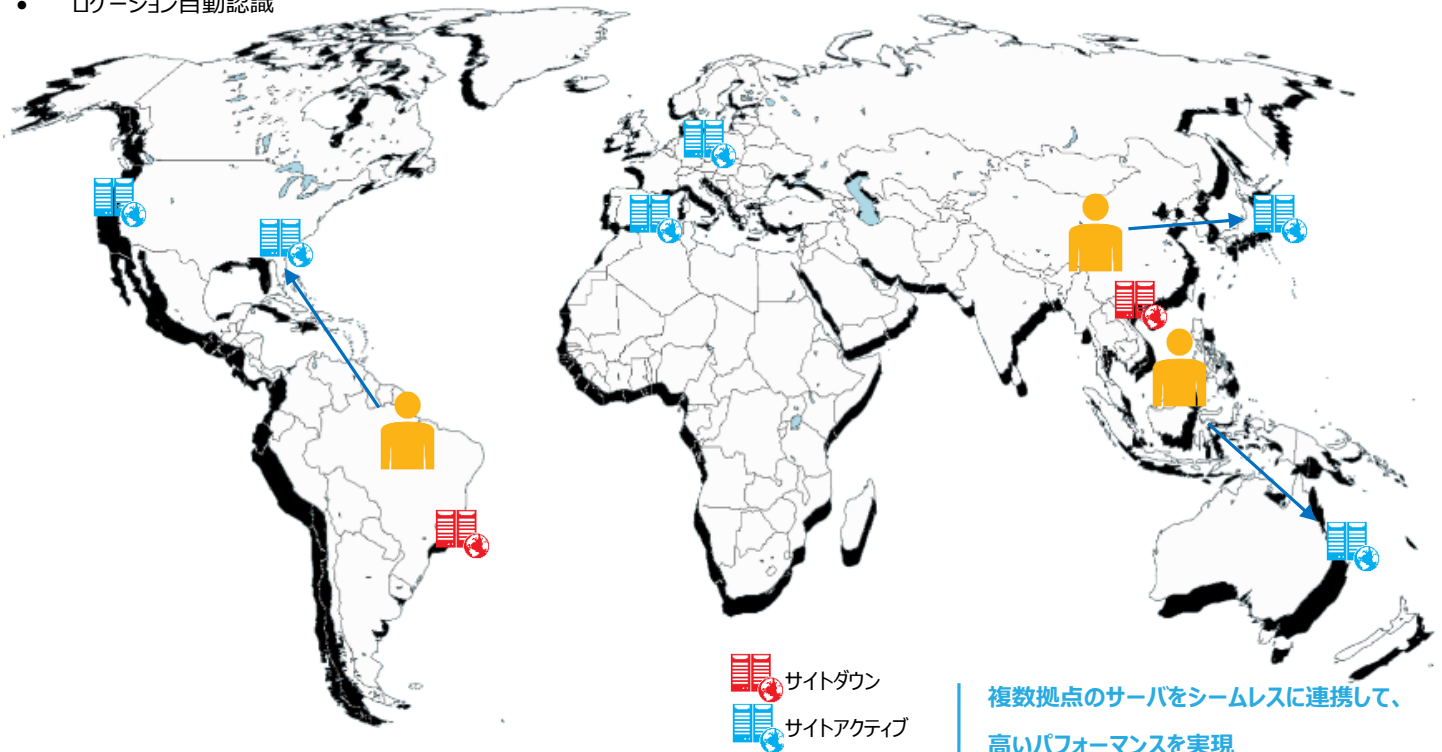 • ロケーション自動認識
サイトダウン
サイトアクティブ
複数拠点のサーバをシームレスに連携して、
高いパフォーマンスを実現